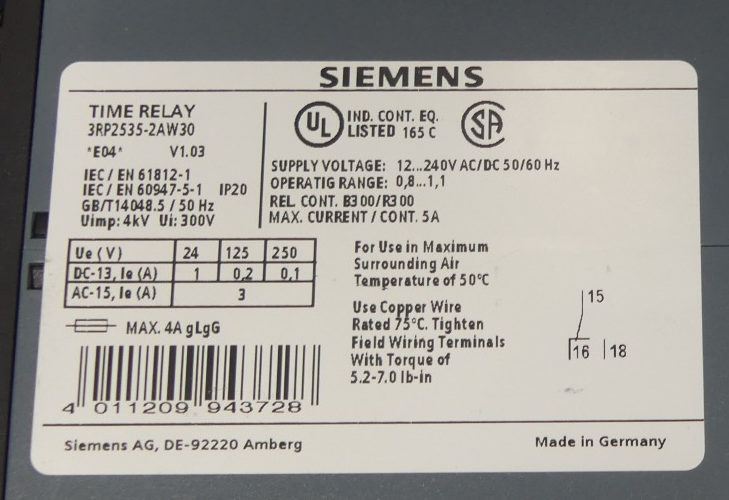 SIEMENS
TIME RELAY
3RP2535-2AW30
*E04* V1.03
IEC / EN 61812-1
IEC / EN 60947-5-1 IP20
GB/T14048.5 / 50 Hz
Uimp: 4kV Ui: 300V
UL IND. CONT. EQ.
LISTED 165 C
SA
SUPPLY VOLTAGE: 12...240V AC/DC 50/60 Hz
OPERATIG RANGE: 0,8...1,1
REL. CONT. B300/R300
MAX. CURRENT / CONT. 5A
Ue (V) 24 125 250
DC-13, Ie (A) 1 0,2 0,1
AC-15, Ie (A) 3
MAX. 4A gLgG
For Use in Maximum
Surrounding Air
Temperature of 50°C
Use Copper Wire
Rated 75°C. Tighten
Field Wiring Terminals
With Torque of
5.2-7.0 lb-in
15
16 18
4 011209 943728
Siemens AG, DE-92220 Amberg
Made in Germany